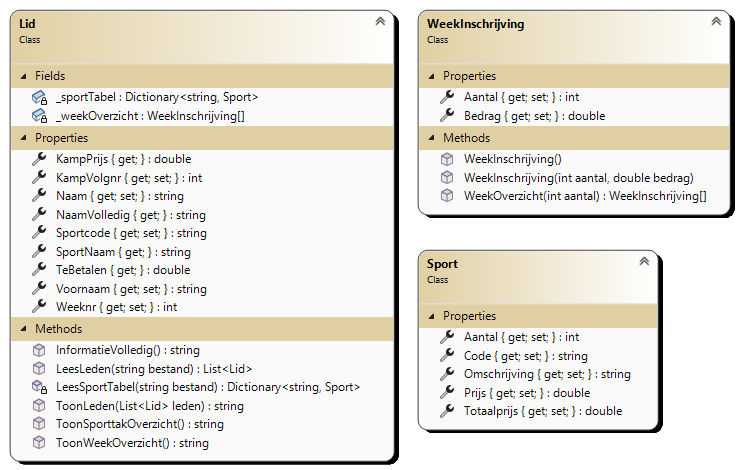 Lid
Class
Fields
_sportTabel : Dictionary<string, Sport>
_weekOverzicht : WeekInschrijving[]
Properties
KampPrijs { get; } : double
KampVolgnr { get; set; } : int
Naam { get; set; } : string
NaamVolledig { get; } : string
Sportcode { get; set; } : string
SportNaam { get; } : string
TeBetalen { get; } : double
Voornaam { get; set; } : string
Weeknr { get; set; } : int
Methods
InformatieVolledig() : string
LeesLeden(string bestand) : List<Lid>
LeesSportTabel(string bestand) : Dictionary<string, Sport>
ToonLeden(List<Lid> leden) : string
ToonSporttakOverzicht() : string
ToonWeekOverzicht() : string
WeekInschrijving
Class
Properties
Aantal { get; set; } : int
Bedrag { get; set; } : double
Methods
WeekInschrijving()
WeekInschrijving(int aantal, double bedrag)
WeekOverzicht(int aantal) : WeekInschrijving[]
Sport
Class
Properties
Aantal { get; set; } : int
Code { get; set; } : string
Omschrijving { get; set; } : string
Prijs { get; set; } : double
Totaalprijs { get; set; } : double